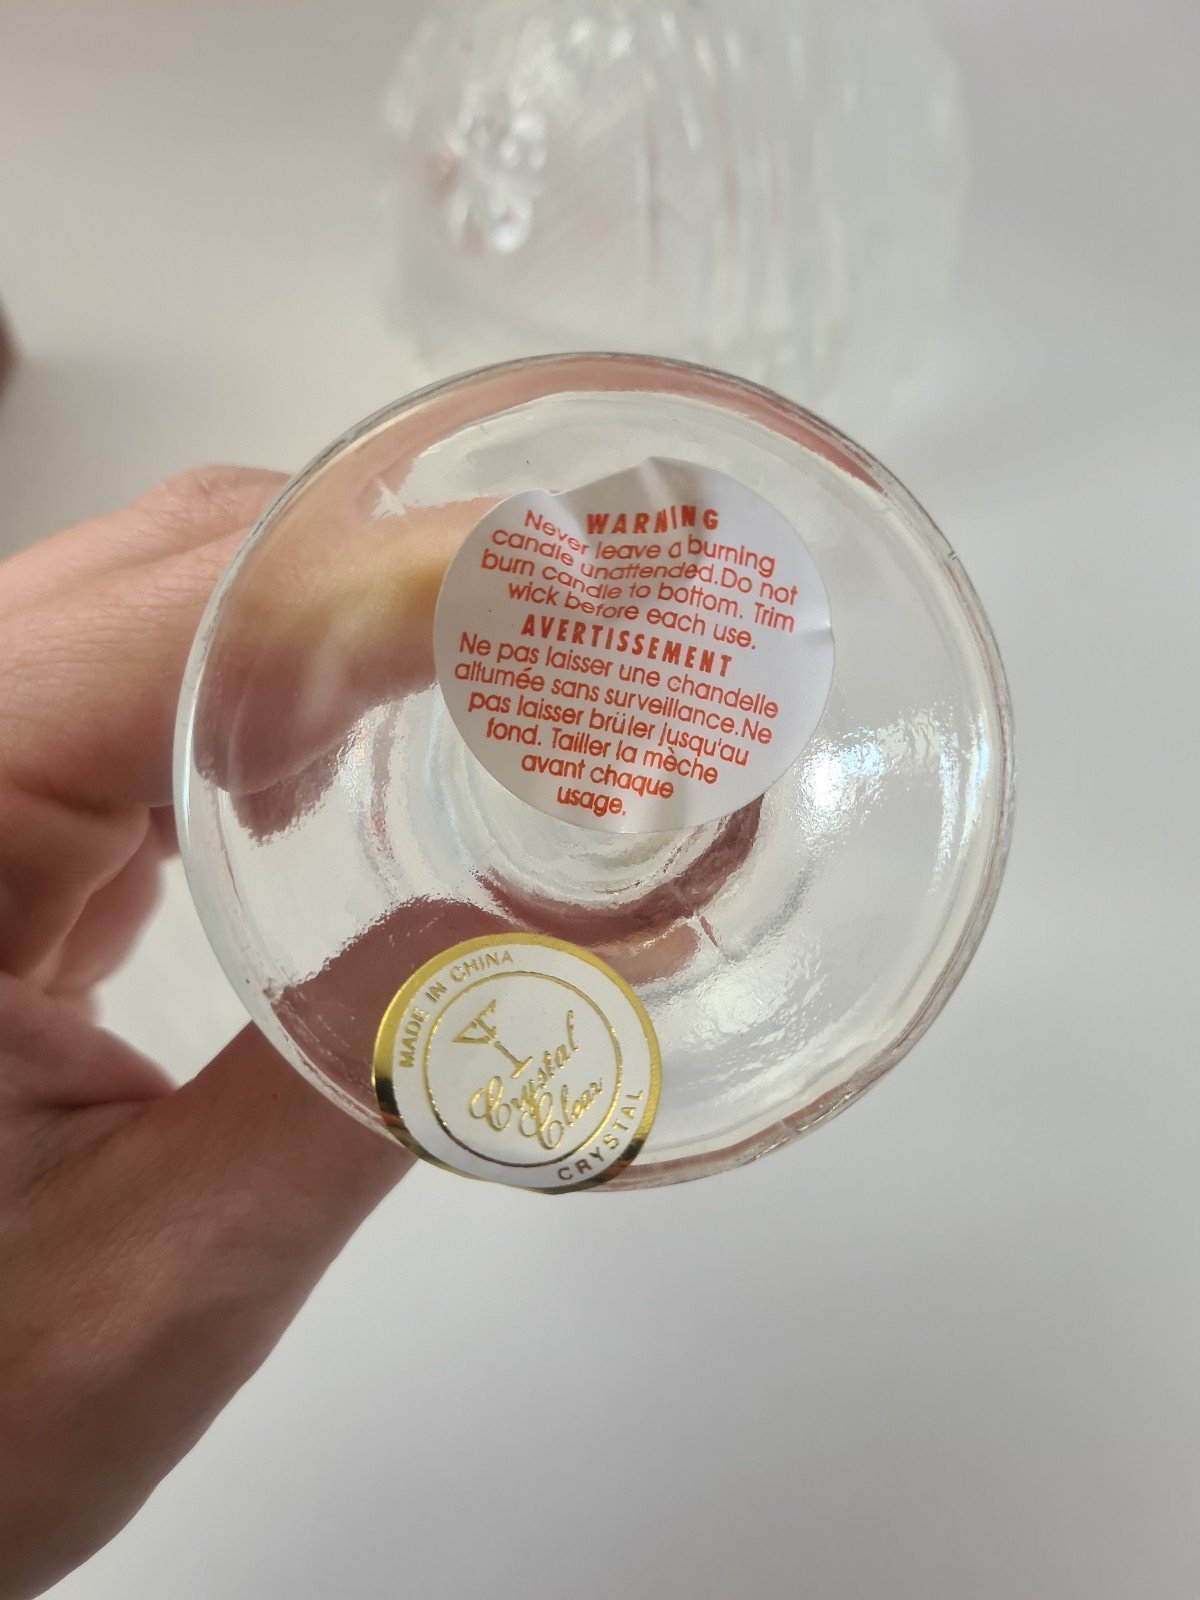 WARNING
Never leave a burning
candle unattended.Do not
burn candle to bottom. Trim
wick before each use.
AVERTISSEMENT
Ne pas laisser une chandelle
allumée sans surveillance.Ne
pas laisser brûler jusqu'au
fond. Tailler la mèche
avant chaque
usage.
MADE IN CHINA
Crystal
Clear
CRYSTAL